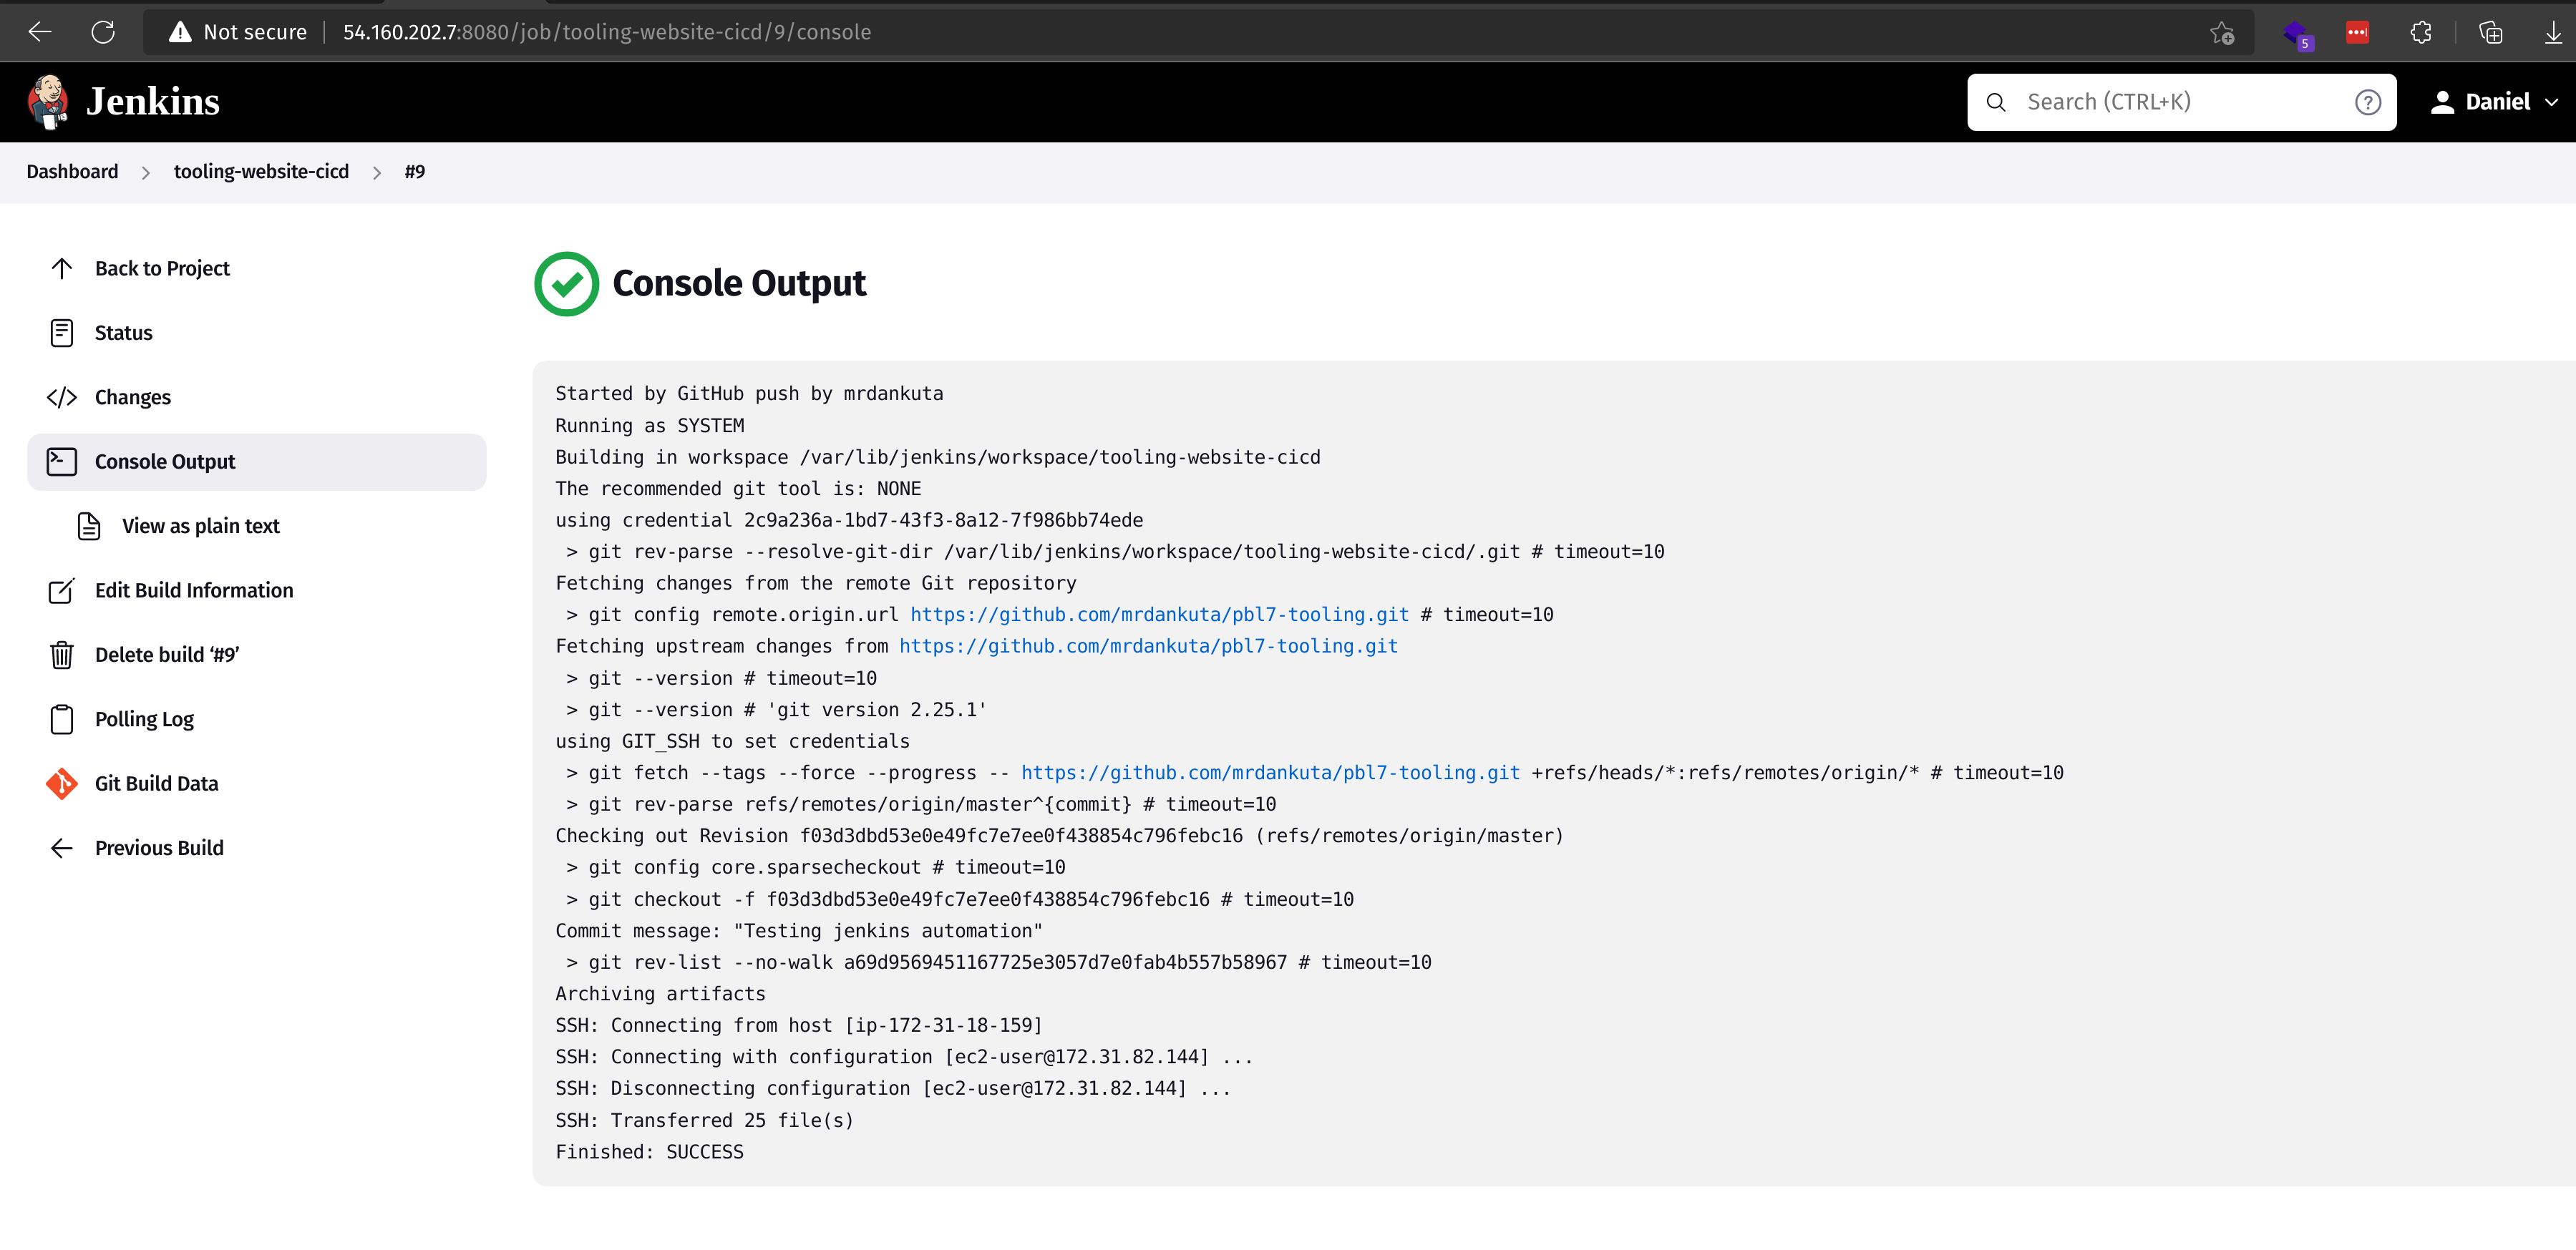 Not secure 54.160.202.7:8080/job/tooling-website-cicd/9/console
5
Jenkins
Search (CTRL+K)
?
Daniel
Dashboard > tooling-website-cicd > #9
Back to Project
Status
Changes
Console Output
View as plain text
Edit Build Information
Delete build ‘#9’
Polling Log
Git Build Data
Previous Build
Console Output
Started by GitHub push by mrdankuta
Running as SYSTEM
Building in workspace /var/lib/jenkins/workspace/tooling-website-cicd
The recommended git tool is: NONE
using credential 2c9a236a-1bd7-43f3-8a12-7f986bb74ede
 > git rev-parse --resolve-git-dir /var/lib/jenkins/workspace/tooling-website-cicd/.git # timeout=10
Fetching changes from the remote Git repository
 > git config remote.origin.url https://github.com/mrdankuta/pbl7-tooling.git # timeout=10
Fetching upstream changes from https://github.com/mrdankuta/pbl7-tooling.git
 > git --version # timeout=10
 > git --version # 'git version 2.25.1'
using GIT_SSH to set credentials
 > git fetch --tags --force --progress -- https://github.com/mrdankuta/pbl7-tooling.git +refs/heads/*:refs/remotes/origin/* # timeout=10
 > git rev-parse refs/remotes/origin/master^{commit} # timeout=10
Checking out Revision f03d3dbd53e0e49fc7e7ee0f438854c796febc16 (refs/remotes/origin/master)
 > git config core.sparsecheckout # timeout=10
 > git checkout -f f03d3dbd53e0e49fc7e7ee0f438854c796febc16 # timeout=10
Commit message: "Testing jenkins automation"
 > git rev-list --no-walk a69d9569451167725e3057d7e0fab4b557b58967 # timeout=10
Archiving artifacts
SSH: Connecting from host [ip-172-31-18-159]
SSH: Connecting with configuration [ec2-user@172.31.82.144] ...
SSH: Disconnecting configuration [ec2-user@172.31.82.144] ...
SSH: Transferred 25 file(s)
Finished: SUCCESS